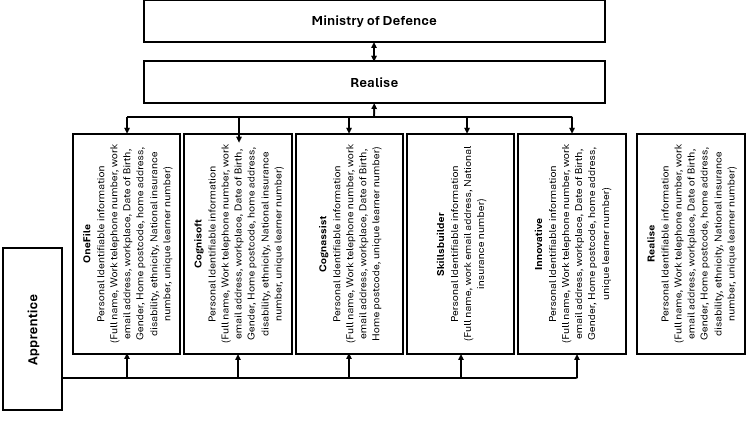 Ministry of Defence
Realise
OneFile
Personal Identifiable information
(Full name, Work telephone number, work
email address, workplace, Date of Birth,
Gender, Home postcode, home address,
disability, ethnicity, National insurance
number, unique learner number)
Cognisoft
Personal Identifiable information
(Full name, Work telephone number, work
email address, workplace, Date of Birth,
Gender, Home postcode, home address,
disability, ethnicity, National insurance
number, unique learner number)
Cognassist
Personal Identifiable information
(Full name, Work telephone number, work
email address, workplace, Date of Birth,
Home postcode, unique learner number)
Skillsbuilder
Personal Identifiable information
(Full name, work email address, National
insurance number)
Innovative
Personal Identifiable information
(Full name, Work telephone number, work
email address, workplace, Date of Birth,
Gender, Home postcode, home address,
unique learner number)
Realise
Personal Identifiable information
(Full name, Work telephone number, work
email address, workplace, Date of Birth,
Gender, Home postcode, home address,
disability, ethnicity, National insurance
number, unique learner number)
Apprentice